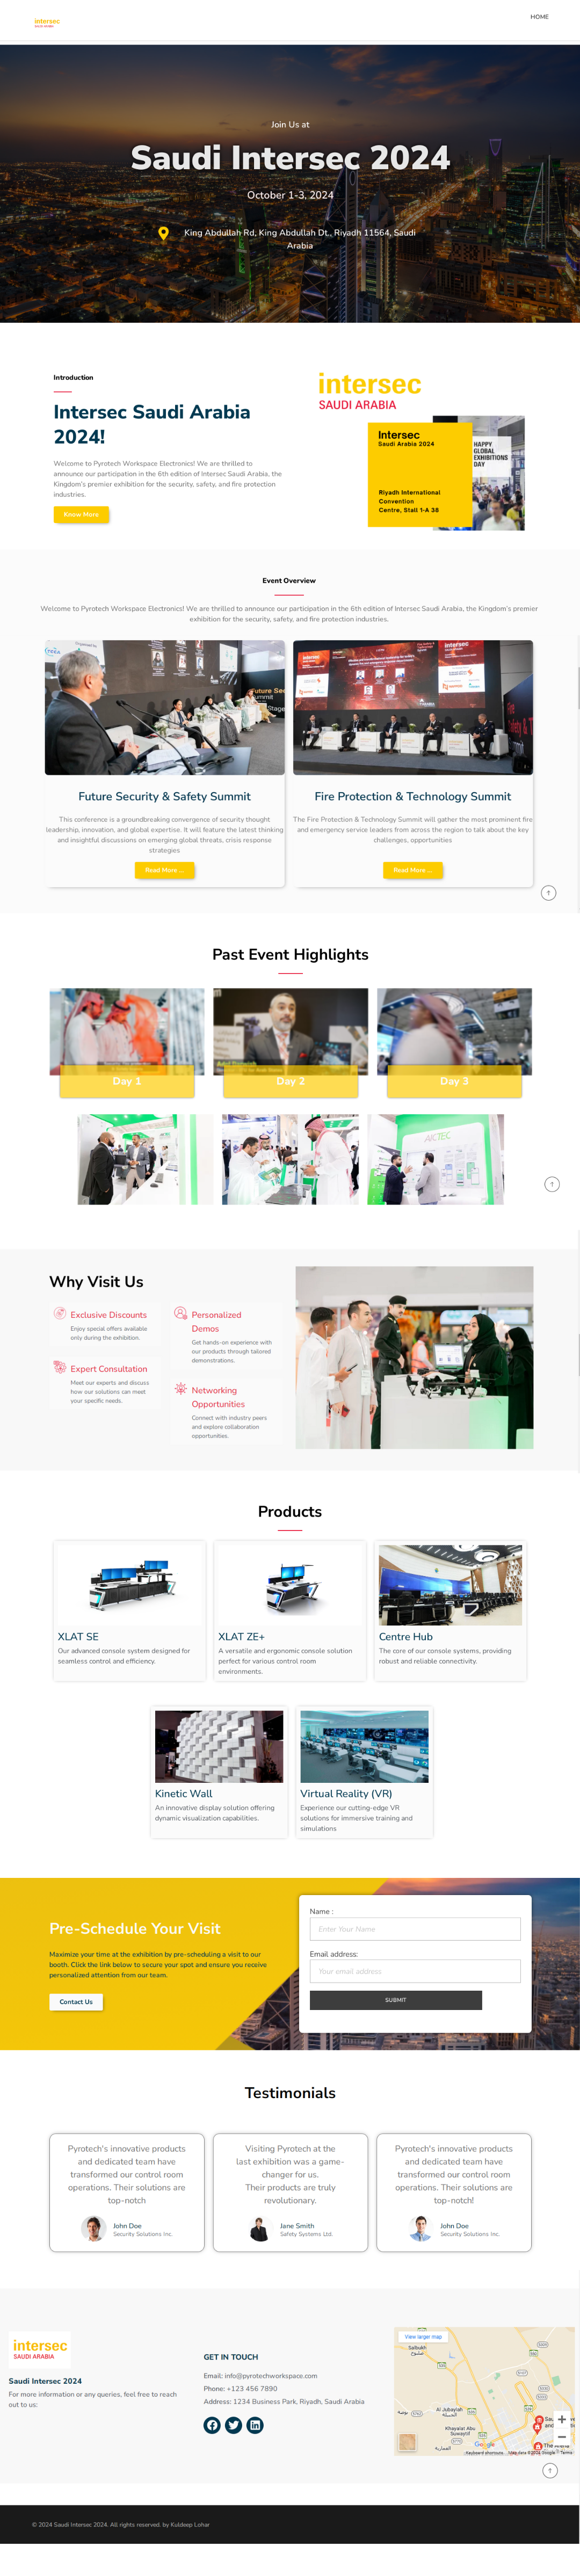 intersec
SAUDI ARABIA
HOME
Join Us at
Saudi Intersec 2024
October 1-3, 2024
King Abdullah Rd, King Abdullah Dt., Riyadh 11564, Saudi
Arabia
Introduction
Intersec Saudi Arabia
2024!
Welcome to Pyrotech Workspace Electronics! We are thrilled to
announce our participation in the 6th edition of Intersec Saudi Arabia, the
Kingdom's premier exhibition for the security, safety, and fire protection
industries.
Know More
intersec
SAUDI ARABIA
Intersec
Saudi Arabia 2024
HAPPY
GLOBAL
EXHIBITIONS
DAY
Riyadh International
Convention
Centre, Stall 1-A 38
Event Overview
Welcome to Pyrotech Workspace Electronics! We are thrilled to announce our participation in the 6th edition of Intersec Saudi Arabia, the Kingdom's premier
exhibition for the security, safety, and fire protection industries.
Future Security & Safety Summit
This conference is a groundbreaking convergence of security thought
leadership, innovation, and global expertise. It will feature the latest thinking
and insightful discussions on emerging global threats, crisis response
strategies
Read More ...
Fire Protection & Technology Summit
The Fire Protection & Technology Summit will gather the most prominent fire
and emergency service leaders from across the region to talk about the key
challenges, opportunities
Read More ...
Past Event Highlights
Day 1
Day 2
Day 3
AICTEC
Why Visit Us
Exclusive Discounts
Enjoy special offers available
only during the exhibition.
Expert Consultation
Meet our experts and discuss
how our solutions can meet
your specific needs.
Personalized
Demos
Get hands-on experience with
our products through tailored
demonstrations.
Networking
Opportunities
Connect with industry peers
and explore collaboration
opportunities.
Products
XLAT SE
Our advanced console system designed for
seamless control and efficiency.
XLAT ZE+
A versatile and ergonomic console solution
perfect for various control room
environments.
Centre Hub
The core of our console systems, providing
robust and reliable connectivity.
Kinetic Wall
An innovative display solution offering
dynamic visualization capabilities.
Virtual Reality (VR)
Experience our cutting-edge VR
solutions for immersive training and
simulations
Pre-Schedule Your Visit
Maximize your time at the exhibition by pre-scheduling a visit to our
booth. Click the link below to secure your spot and ensure you receive
personalized attention from our team.
Contact Us
Name :
Enter Your Name
Email address:
Your email address
SUBMIT
Testimonials
Pyrotech's innovative products
and dedicated team have
transformed our control room
operations. Their solutions are
top-notch
John Doe
Security Solutions Inc.
Visiting Pyrotech at the
last exhibition was a game-
changer for us.
Their products are truly
revolutionary.
Jane Smith
Safety Systems Ltd.
Pyrotech's innovative products
and dedicated team have
transformed our control room
operations. Their solutions are
top-notch!
John Doe
Security Solutions Inc.
intersec
SAUDI ARABIA
Saudi Intersec 2024
For more information or any queries, feel free to reach
out to us:
GET IN TOUCH
Email: info@pyrotechworkspace.com
Phone: +123 456 7890
Address: 1234 Business Park, Riyadh, Saudi Arabia
View larger map
Salbukh
صلبوخ
Al Jubaylah
الجبيلة
Khayalat Abu
Suwaytif
العمارية
Google
Keyboard shortcuts
Map data ©2024 Google
Terms
© 2024 Saudi Intersec 2024. All rights reserved. by Kuldeep Lohar